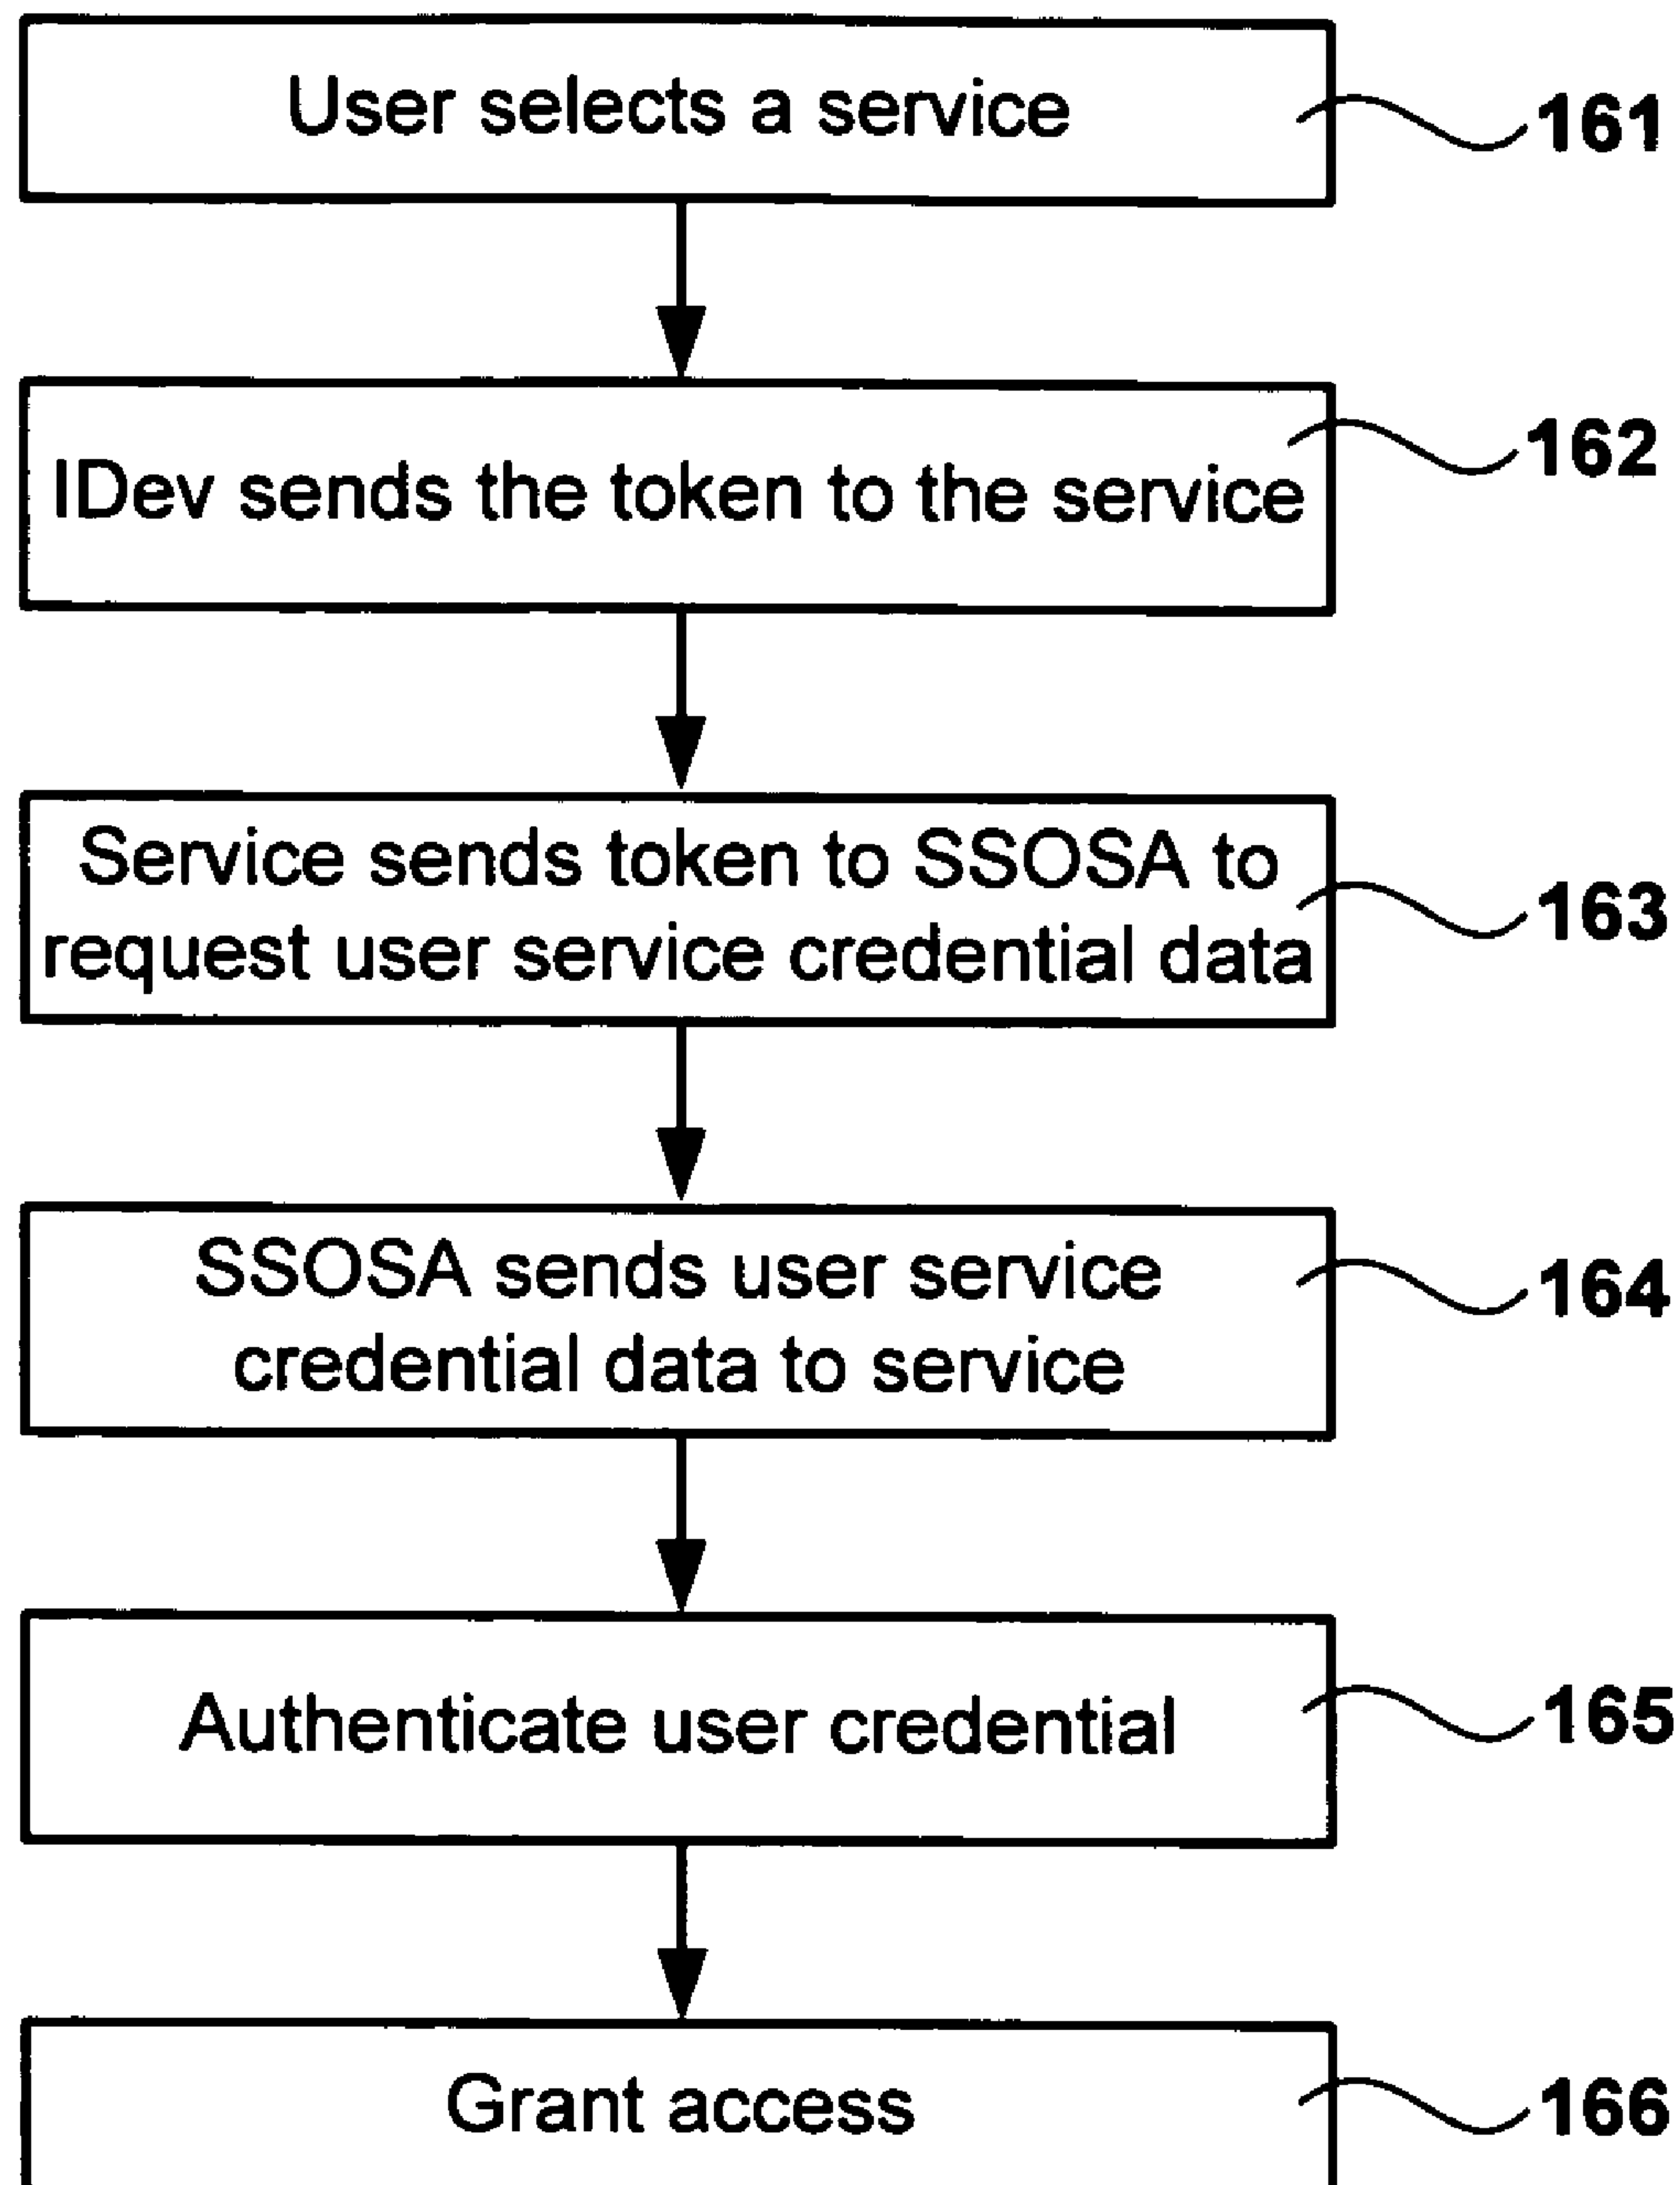 User selects a service
161
IDev sends the token to the service
162
Service sends token to SSOSA to
request user service credential data
163
SSOSA sends user service
credential data to service
164
Authenticate user credential
165
Grant access
166